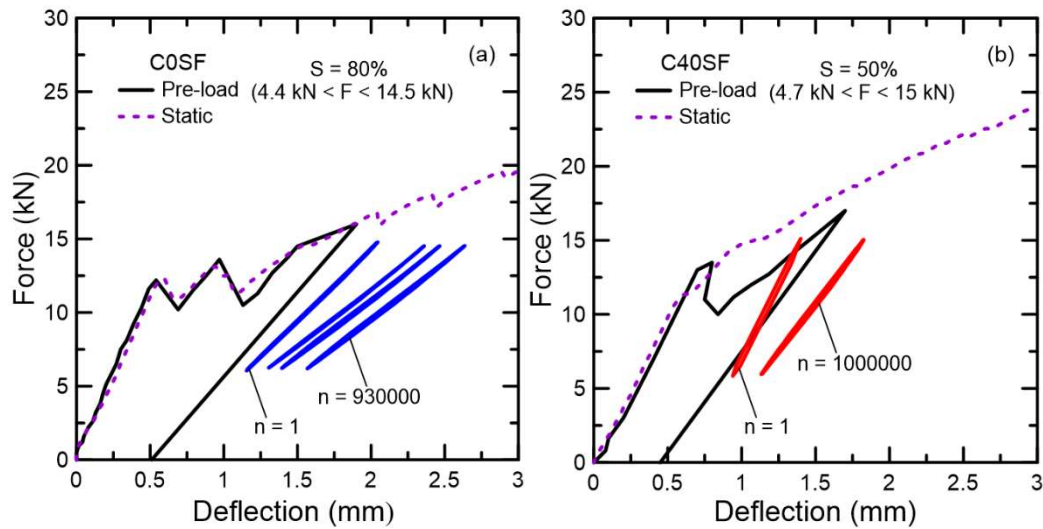 (a)
C0SF
S = 80%
Pre-load
(4.4 kN < F < 14.5 kN)
Static
n = 930000
n = 1
30
25
20
15
10
5
0
0
0.5
1
1.5
2
2.5
3
Force (kN)
Deflection (mm)
(b)
C40SF
S = 50%
Pre-load
(4.7 kN < F < 15 kN)
Static
n = 1000000
n = 1
30
25
20
15
10
5
0
0
0.5
1
1.5
2
2.5
3
Force (kN)
Deflection (mm)